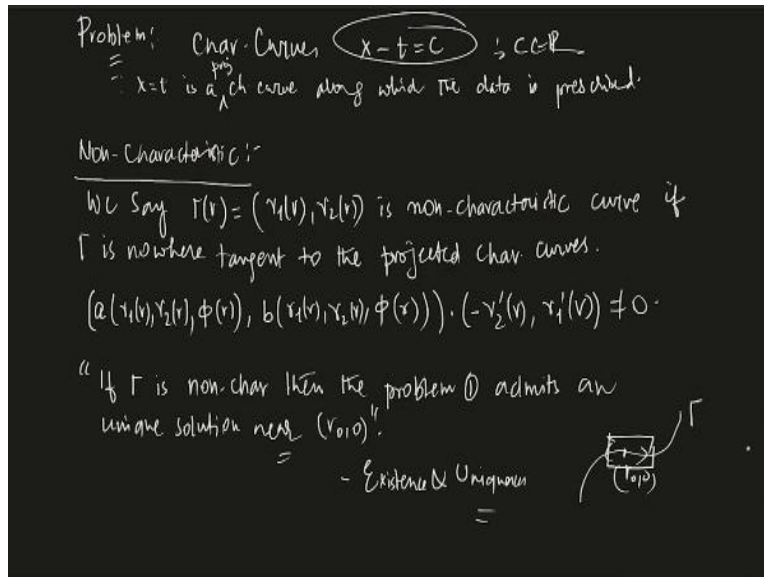 Problem: Char. Curves x - t = c ; C∈R
∵ x=t is a proj ch curve along which the data is prescribed.
Non-Characteristic:-
We Say Γ(r) = (γ₁(r), γ₂(r)) is non-characteristic curve if
Γ is nowhere tangent to the projected char. curves.
(a(γ₁(r), γ₂(r), ϕ(r)), b(γ₁(r), γ₂(r), ϕ(r))) · (-γ₂'(r), γ₁'(r)) ≠ 0.
"If Γ is non-char then the problem ① admits an
unique solution near (r₀,0)".
- Existence & Uniqueness
Γ
(r₀,0)